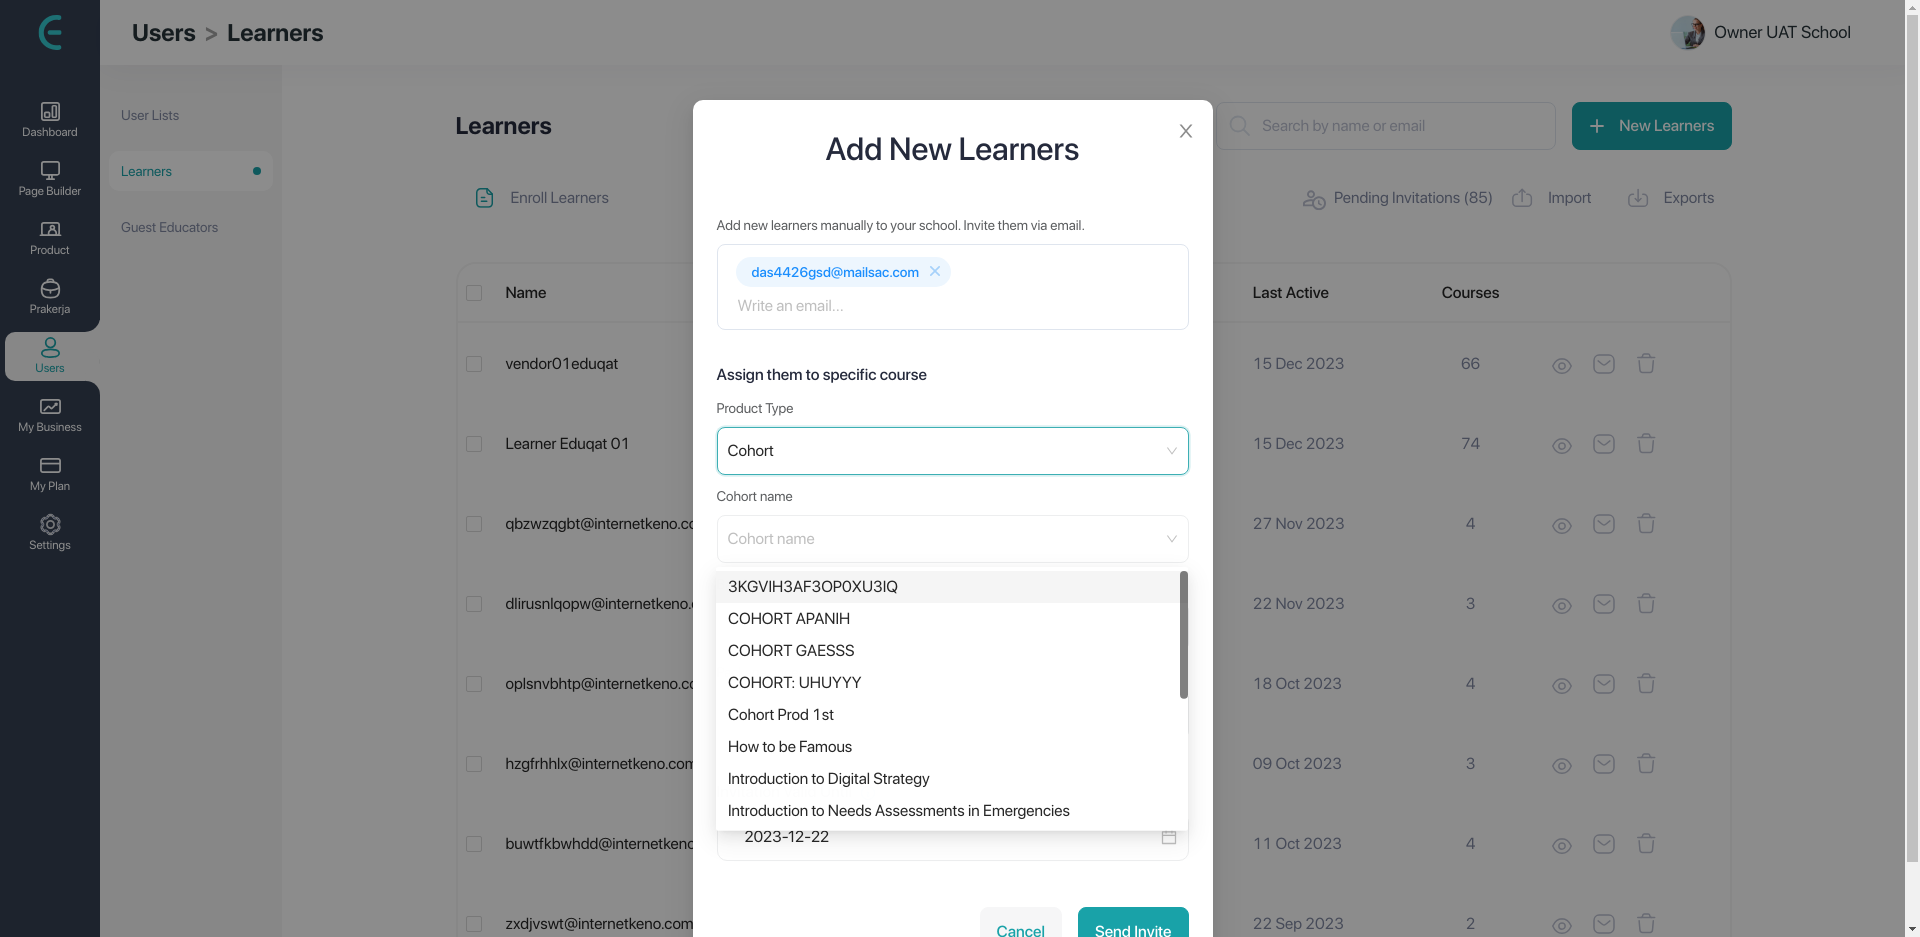 Users > Learners
Owner UAT School
Dashboard
Page Builder
Product
Prakerja
Users
My Business
My Plan
Settings
User Lists
Learners
Guest Educators
Learners
Search by name or email
New Learners
Enroll Learners
Pending Invitations (85)
Import
Exports
Name
Last Active
Courses
vendor01eduqat
15 Dec 2023
66
Learner Eduqat 01
15 Dec 2023
74
qbzwzqgbt@internetkeno.cc
27 Nov 2023
4
dlirusnlqopw@internetkeno.
22 Nov 2023
3
oplsnvbhtp@internetkeno.cc
18 Oct 2023
4
hzgfrhhlx@internetkeno.com
09 Oct 2023
3
buwtfkbwhdd@internetkenc
11 Oct 2023
4
zxdjvswt@internetkeno.com
22 Sep 2023
2
Add New Learners
Add new learners manually to your school. Invite them via email.
das4426gsd@mailsac.com
Write an email...
Assign them to specific course
Product Type
Cohort
Cohort name
Cohort name
3KGVIH3AF3OP0XU3IQ
COHORT APANIH
COHORT GAESSS
COHORT: UHUYYY
Cohort Prod 1st
How to be Famous
Introduction to Digital Strategy
Introduction to Needs Assessments in Emergencies
2023-12-22
Cancel
Send Invite